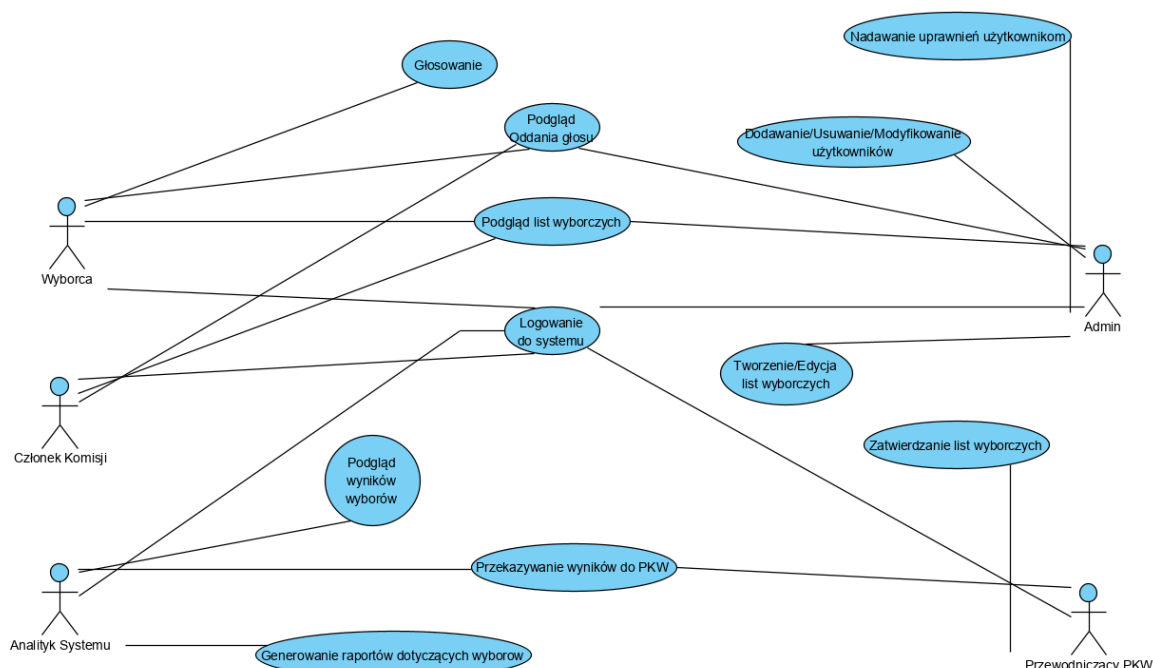 Nadawanie uprawnień użytkownikom
Głosowanie
Podgląd
Oddania głosu
Dodawanie/Usuwanie/Modyfikowanie
użytkowników
Podgląd list wyborczych
Wyborca
Admin
Logowanie
do systemu
Tworzenie/Edycja
list wyborczych
Członek Komisji
Zatwierdzanie list wyborczych
Podgląd
wyników
wyborów
Przekazywanie wyników do PKW
Analityk Systemu
Generowanie raportów dotyczących wyborow
Przewodniczący PKW